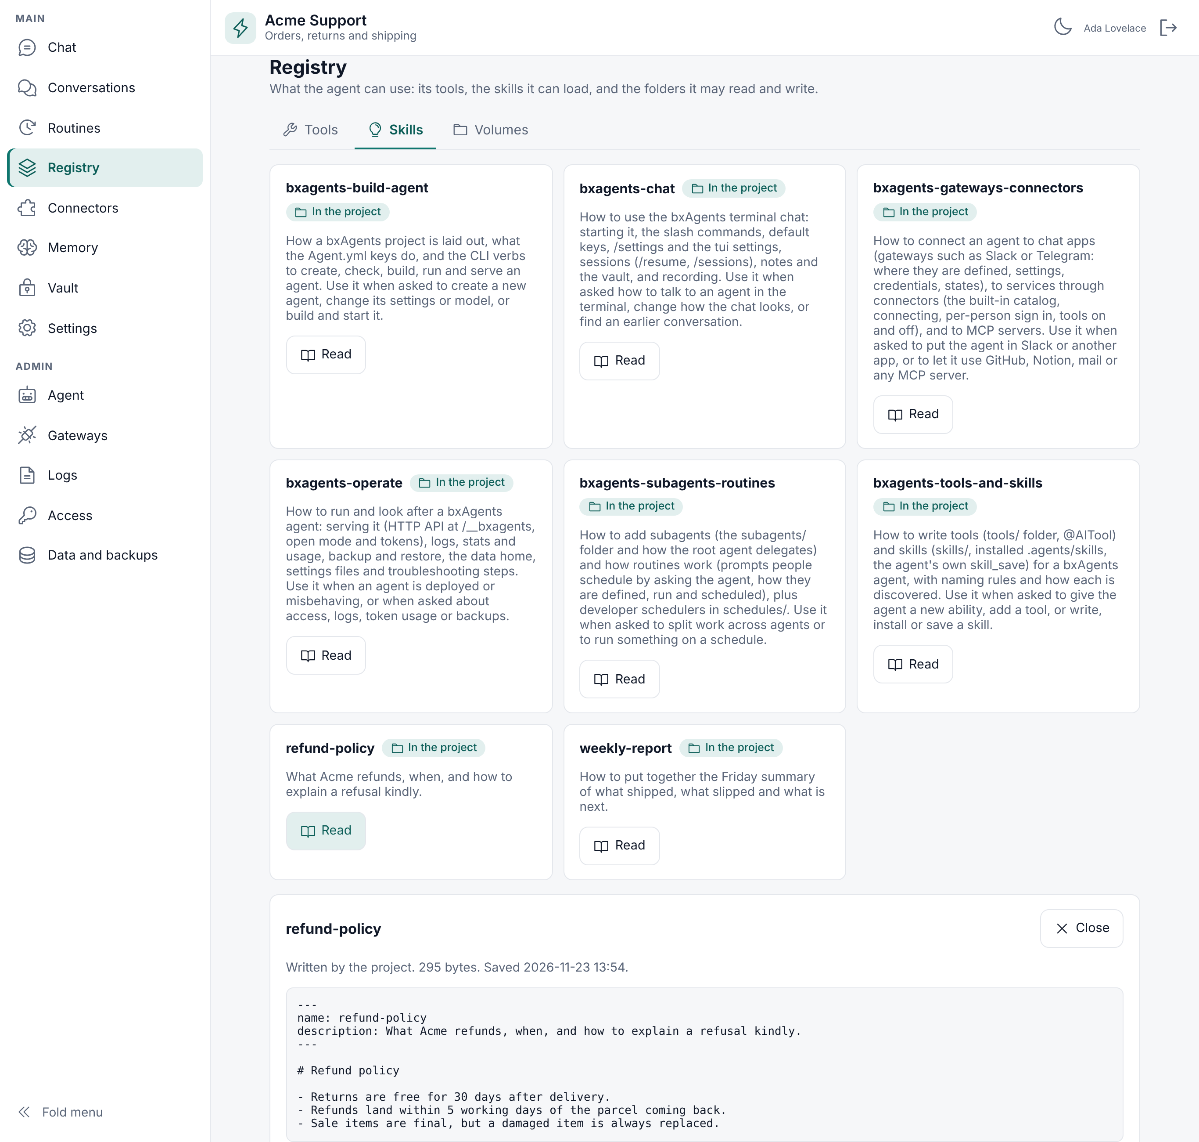 MAIN
Chat
Conversations
Routines
Registry
Connectors
Memory
Vault
Settings
ADMIN
Agent
Gateways
Logs
Access
Data and backups
Fold menu
Acme Support
Orders, returns and shipping
Ada Lovelace
Registry
What the agent can use: its tools, the skills it can load, and the folders it may read and write.
Tools
Skills
Volumes
bxagents-build-agent
In the project
How a bxAgents project is laid out, what
the Agent.yml keys do, and the CLI verbs
to create, check, build, run and serve an
agent. Use it when asked to create a new
agent, change its settings or model, or
build and start it.
Read
bxagents-chat
In the project
How to use the bxAgents terminal chat:
starting it, the slash commands, default
keys, /settings and the tui settings,
sessions (/resume, /sessions), notes and
the vault, and recording. Use it when
asked how to talk to an agent in the
terminal, change how the chat looks, or
find an earlier conversation.
Read
bxagents-gateways-connectors
In the project
How to connect an agent to chat apps
(gateways such as Slack or Telegram:
where they are defined, settings,
credentials, states), to services through
connectors (the built-in catalog,
connecting, per-person sign in, tools on
and off), and to MCP servers. Use it when
asked to put the agent in Slack or another
app, or to let it use GitHub, Notion, mail or
any MCP server.
Read
bxagents-operate
In the project
How to run and look after a bxAgents
agent: serving it (HTTP API at /__bxagents,
open mode and tokens), logs, stats and
usage, backup and restore, the data home,
settings files and troubleshooting steps.
Use it when an agent is deployed or
misbehaving, or when asked about
access, logs, token usage or backups.
Read
bxagents-subagents-routines
In the project
How to add subagents (the subagents/
folder and how the root agent delegates)
and how routines work (prompts people
schedule by asking the agent, how they
are defined, run and scheduled), plus
developer schedulers in schedules/. Use it
when asked to split work across agents or
to run something on a schedule.
Read
bxagents-tools-and-skills
In the project
How to write tools (tools/ folder, @AITool)
and skills (skills/, installed .agents/skills,
the agent's own skill_save) for a bxAgents
agent, with naming rules and how each is
discovered. Use it when asked to give the
agent a new ability, add a tool, or write,
install or save a skill.
Read
refund-policy
In the project
What Acme refunds, when, and how to
explain a refusal kindly.
Read
weekly-report
In the project
How to put together the Friday summary
of what shipped, what slipped and what is
next.
Read
refund-policy
Close
Written by the project. 295 bytes. Saved 2026-11-23 13:54.
---
name: refund-policy
description: What Acme refunds, when, and how to explain a refusal kindly.
---
# Refund policy
- Returns are free for 30 days after delivery.
- Refunds land within 5 working days of the parcel coming back.
- Sale items are final, but a damaged item is always replaced.